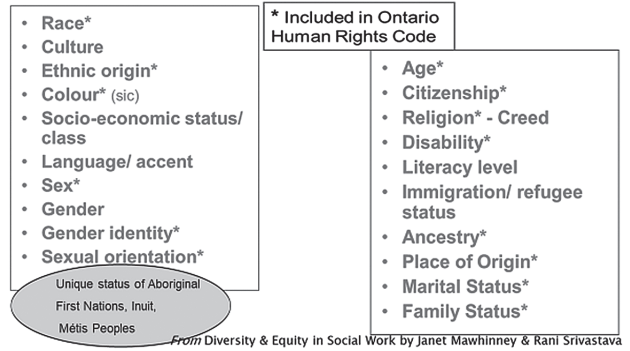 • Race*
• Culture
• Ethnic origin*
• Colour* (sic)
• Socio-economic status/
class
• Language/ accent
• Sex*
• Gender
• Gender identity*
• Sexual orientation*
Unique status of Aboriginal
First Nations, Inuit,
Métis Peoples
* Included in Ontario
Human Rights Code
• Age*
• Citizenship*
• Religion* - Creed
• Disability*
• Literacy level
• Immigration/ refugee
status
• Ancestry*
• Place of Origin*
• Marital Status*
• Family Status*
From Diversity & Equity in Social Work by Janet Mawhinney & Rani Srivastava